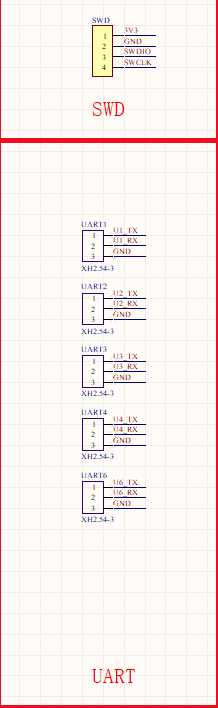 SWD
1 3V3
2 GND
3 SWDIO
4 SWCLK
SWD
UART1
1 U1_TX
2 U1_RX
3 GND
XH2.54-3
UART2
1 U2_TX
2 U2_RX
3 GND
XH2.54-3
UART3
1 U3_TX
2 U3_RX
3 GND
XH2.54-3
UART4
1 U4_TX
2 U4_RX
3 GND
XH2.54-3
UART6
1 U6_TX
2 U6_RX
3 GND
XH2.54-3
UART